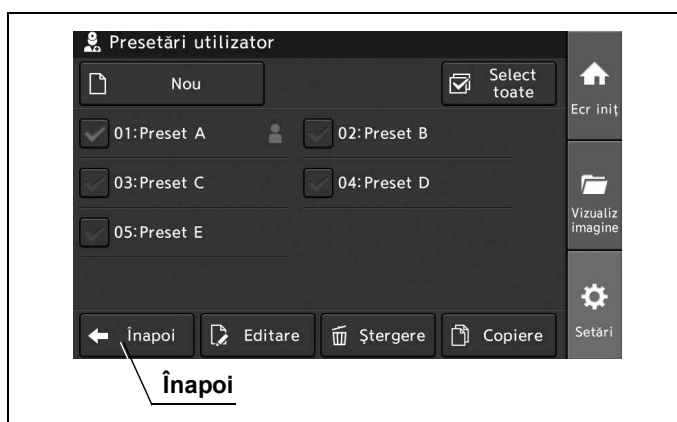 Presetări utilizator
Nou
Select
toate
Ecr iniț
01:Preset A
02:Preset B
03:Preset C
04:Preset D
Vizualiz
imagine
05:Preset E
Înapoi
Editare
Ștergere
Copiere
Setări
Înapoi